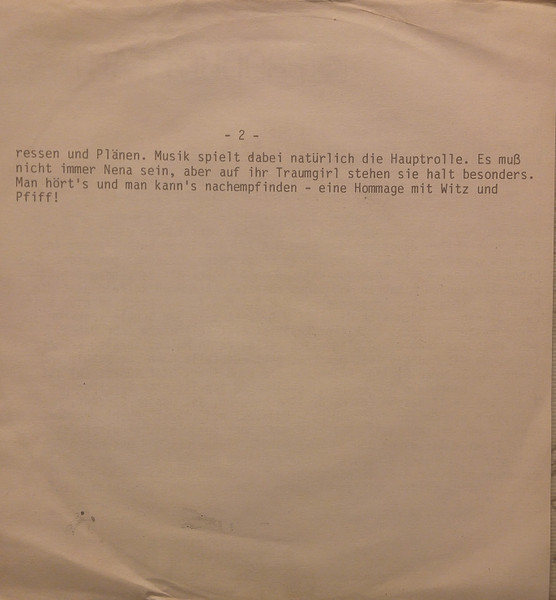 - 2 -
ressen und Plänen. Musik spielt dabei natürlich die Hauptrolle. Es muß
nicht immer Nena sein, aber auf ihr Traumgirl stehen sie halt besonders.
Man hört's und man kann's nachempfinden - eine Hommage mit Witz und
Pfiff!